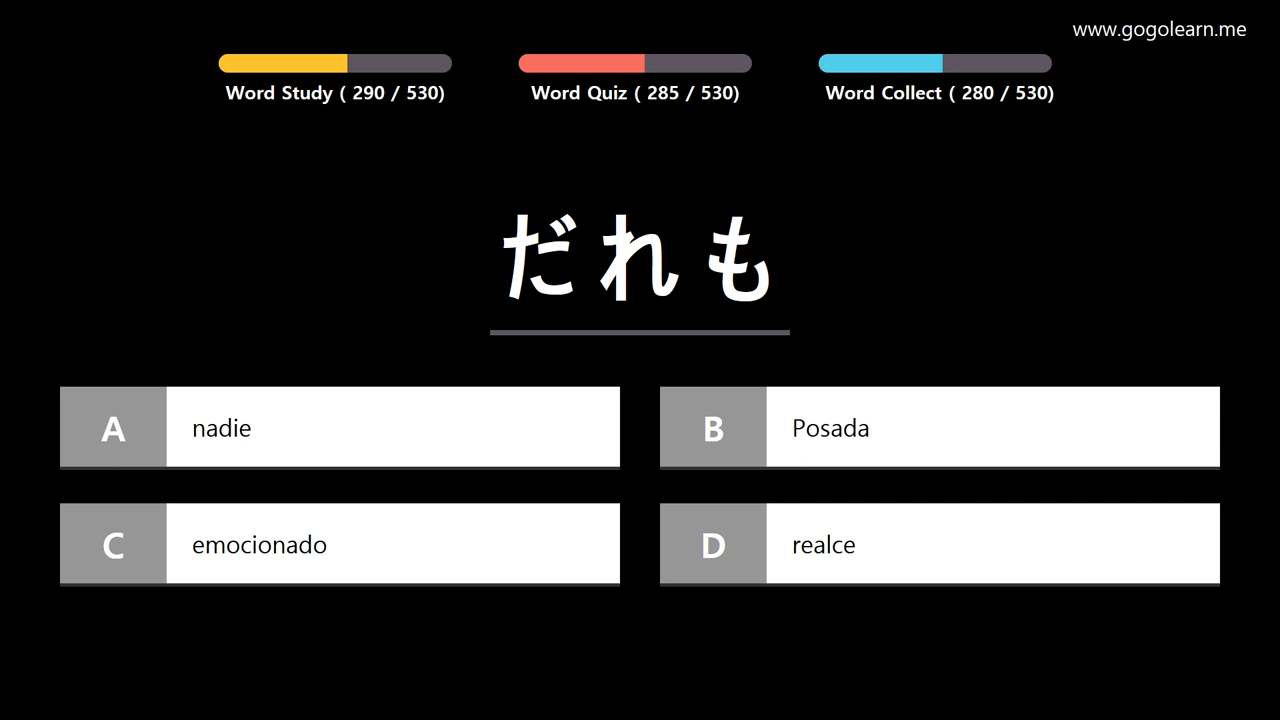 www.gogolearn.me
Word Study ( 290 / 530)
Word Quiz ( 285 / 530)
Word Collect ( 280 / 530)
だれも
A nadie
B Posada
C emocionado
D realce